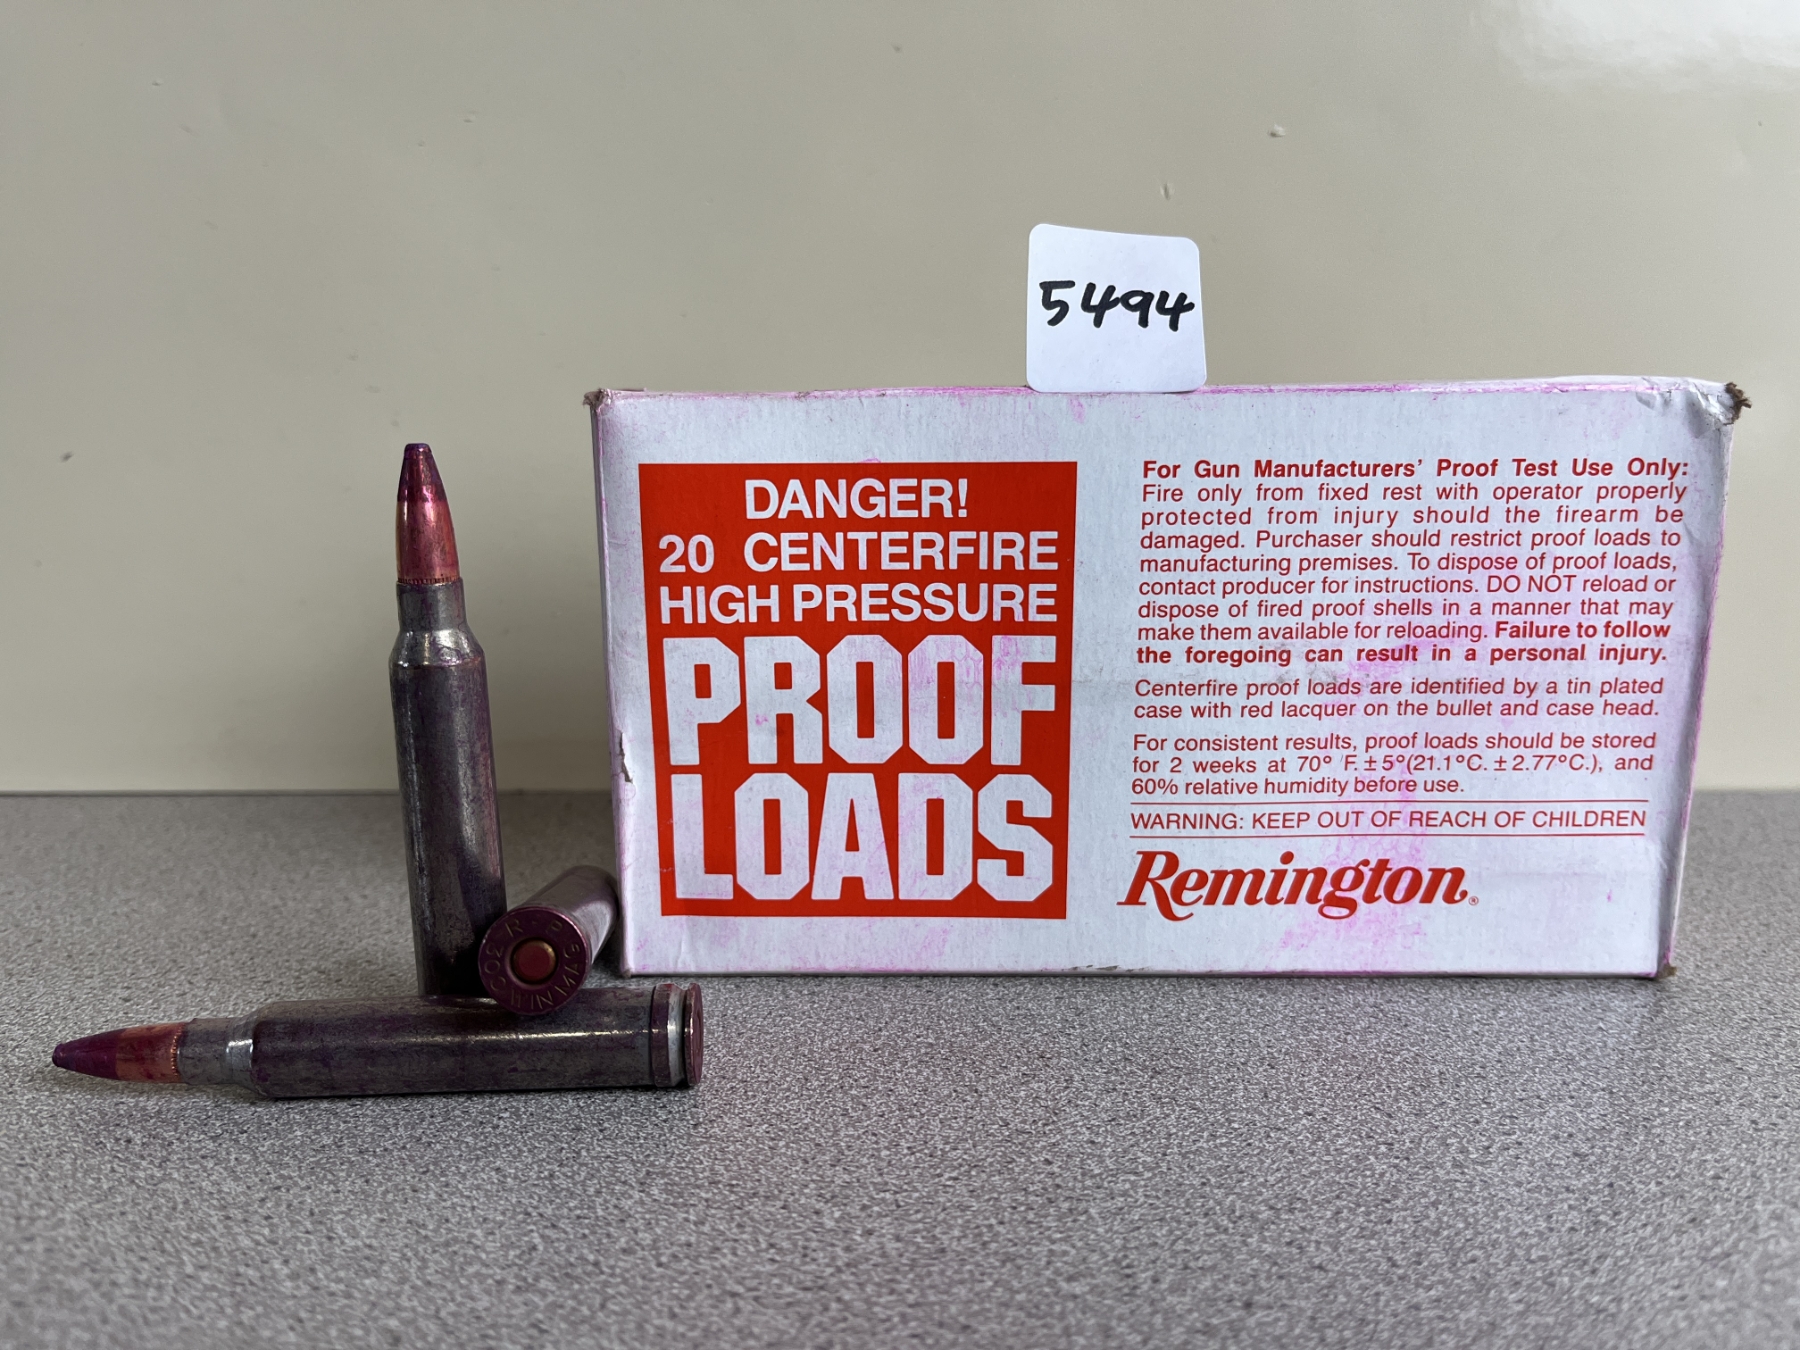 5494
DANGER!
20 CENTERFIRE
HIGH PRESSURE
PROOF
LOADS
For Gun Manufacturers' Proof Test Use Only:
Fire only from fixed rest with operator properly
protected from injury should the firearm be
damaged. Purchaser should restrict proof loads to
manufacturing premises. To dispose of proof loads,
contact producer for instructions. DO NOT reload or
dispose of fired proof shells in a manner that may
make them available for reloading. Failure to follow
the foregoing can result in a personal injury.
Centerfire proof loads are identified by a tin plated
case with red lacquer on the bullet and case head.
For consistent results, proof loads should be stored
for 2 weeks at 70° F. ± 5° (21.1°C. ± 2.77°C.), and
60% relative humidity before use.
WARNING: KEEP OUT OF REACH OF CHILDREN
Remington®
R P
300 WIN MAG